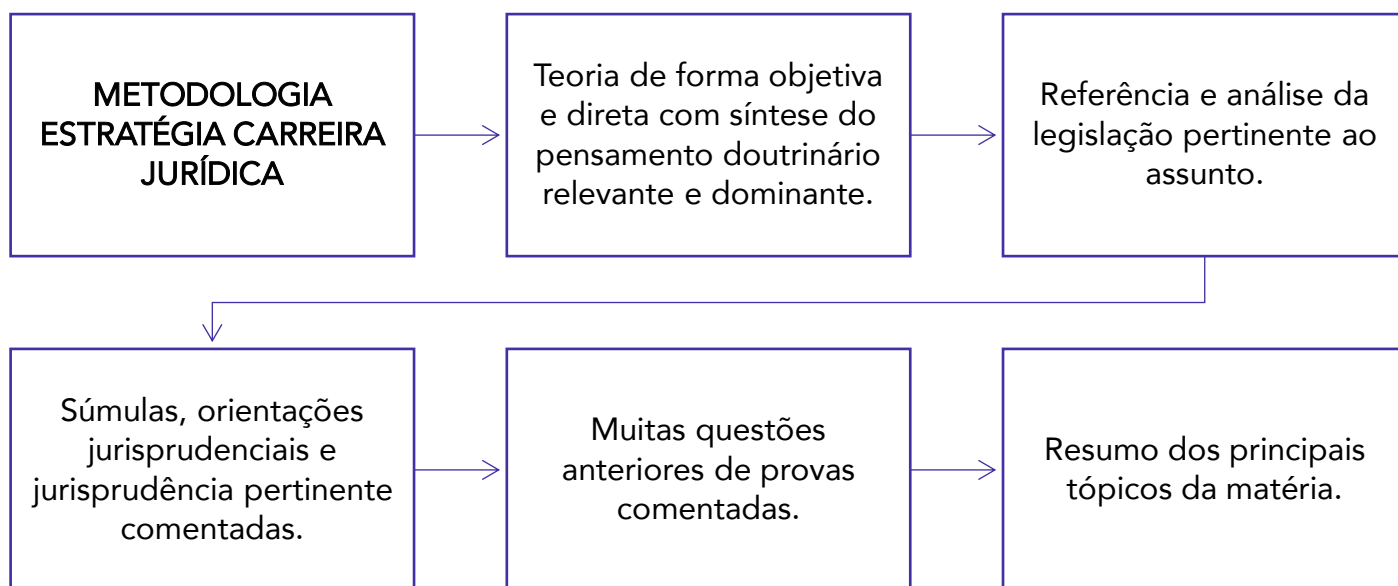 METODOLOGIA
ESTRATÉGIA CARREIRA
JURÍDICA
Teoria de forma objetiva
e direta com síntese do
pensamento doutrinário
relevante e dominante.
Referência e análise da
legislação pertinente ao
assunto.
Súmulas, orientações
jurisprudenciais e
jurisprudência pertinente
comentadas.
Muitas questões
anteriores de provas
comentadas.
Resumo dos principais
tópicos da matéria.